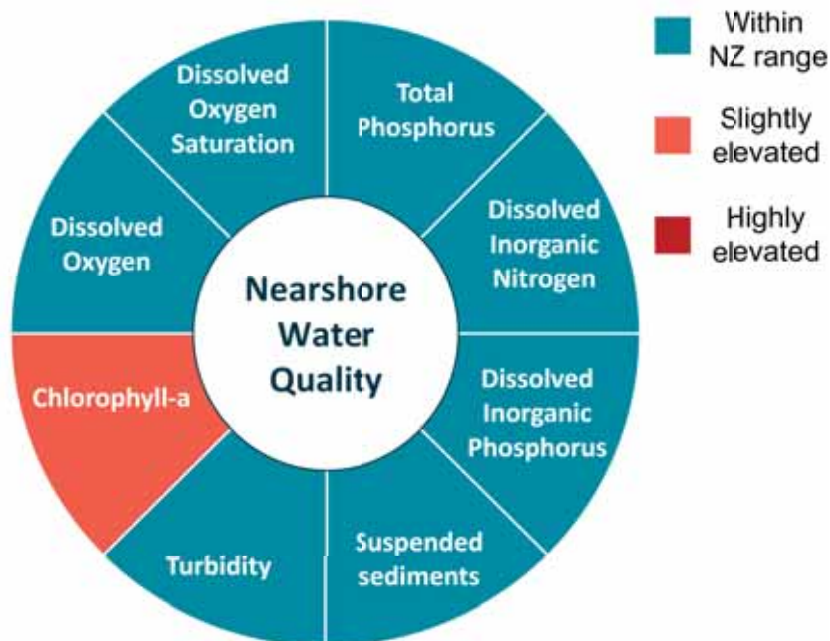 Within
NZ range
Slightly
elevated
Highly
elevated
Dissolved
Oxygen
Saturation
Total
Phosphorus
Dissolved
Inorganic
Nitrogen
Dissolved
Oxygen
Nearshore
Water
Quality
Chlorophyll-a
Dissolved
Inorganic
Phosphorus
Turbidity
Suspended
sediments